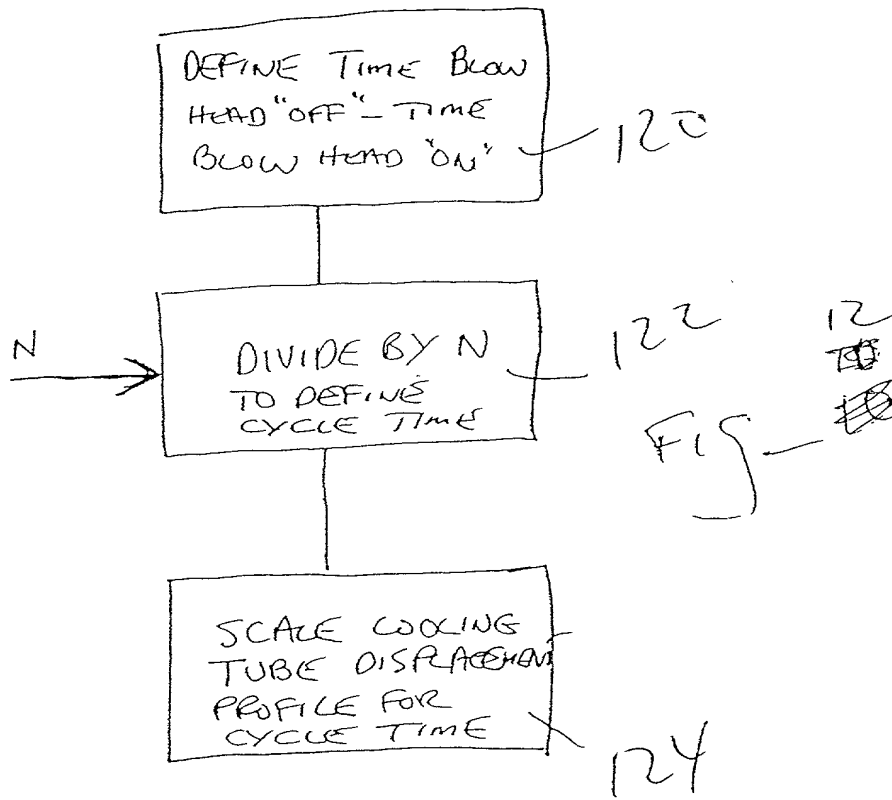 DEFINE TIME BLOW
HEAD "OFF" - TIME
BLOW HEAD "ON"
120
N
DIVIDE BY N
TO DEFINE
CYCLE TIME
122
12
Fig
SCALE COOLING
TUBE DISPLACEMENT
PROFILE FOR
CYCLE TIME
124